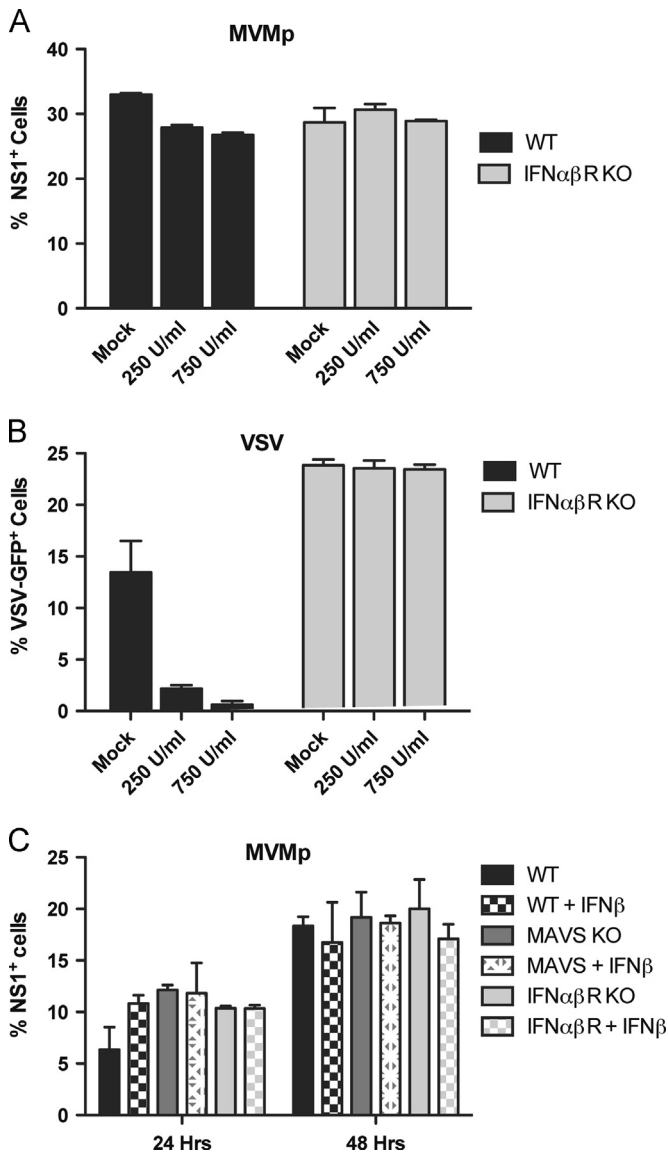 A
MVMp
% NS1+ Cells
40
30
20
10
0
Mock
250 U/ml
750 U/ml
Mock
250 U/ml
750 U/ml
WT
IFNαβR KO
B
VSV
% VSV-GFP+ Cells
25
20
15
10
5
0
Mock
250 U/ml
750 U/ml
Mock
250 U/ml
750 U/ml
WT
IFNαβR KO
C
MVMp
% NS1+ cells
25
20
15
10
5
0
24 Hrs
48 Hrs
WT
WT + IFNβ
MAVS KO
MAVS + IFNβ
IFNαβR KO
IFNαβR + IFNβ